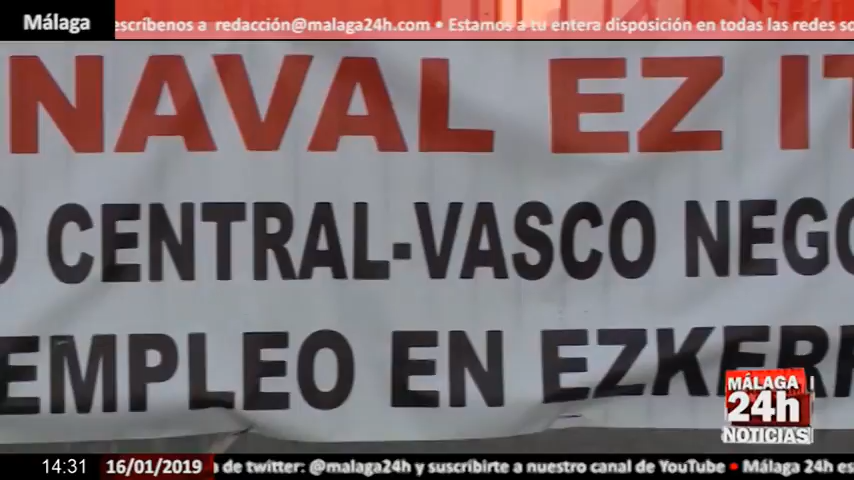 Málaga
escríbenos a redacción@malaga24h.com • Estamos a tu entera disposición en todas las redes so
NAVAL EZ IT
O CENTRAL-VASCO NEGO
EMPLEO EN EZKERR
MÁLAGA
24h
NOTICIAS
14:31 16/01/2019 a de twitter: @malaga24h y suscribirte a nuestro canal de YouTube • Málaga 24h es